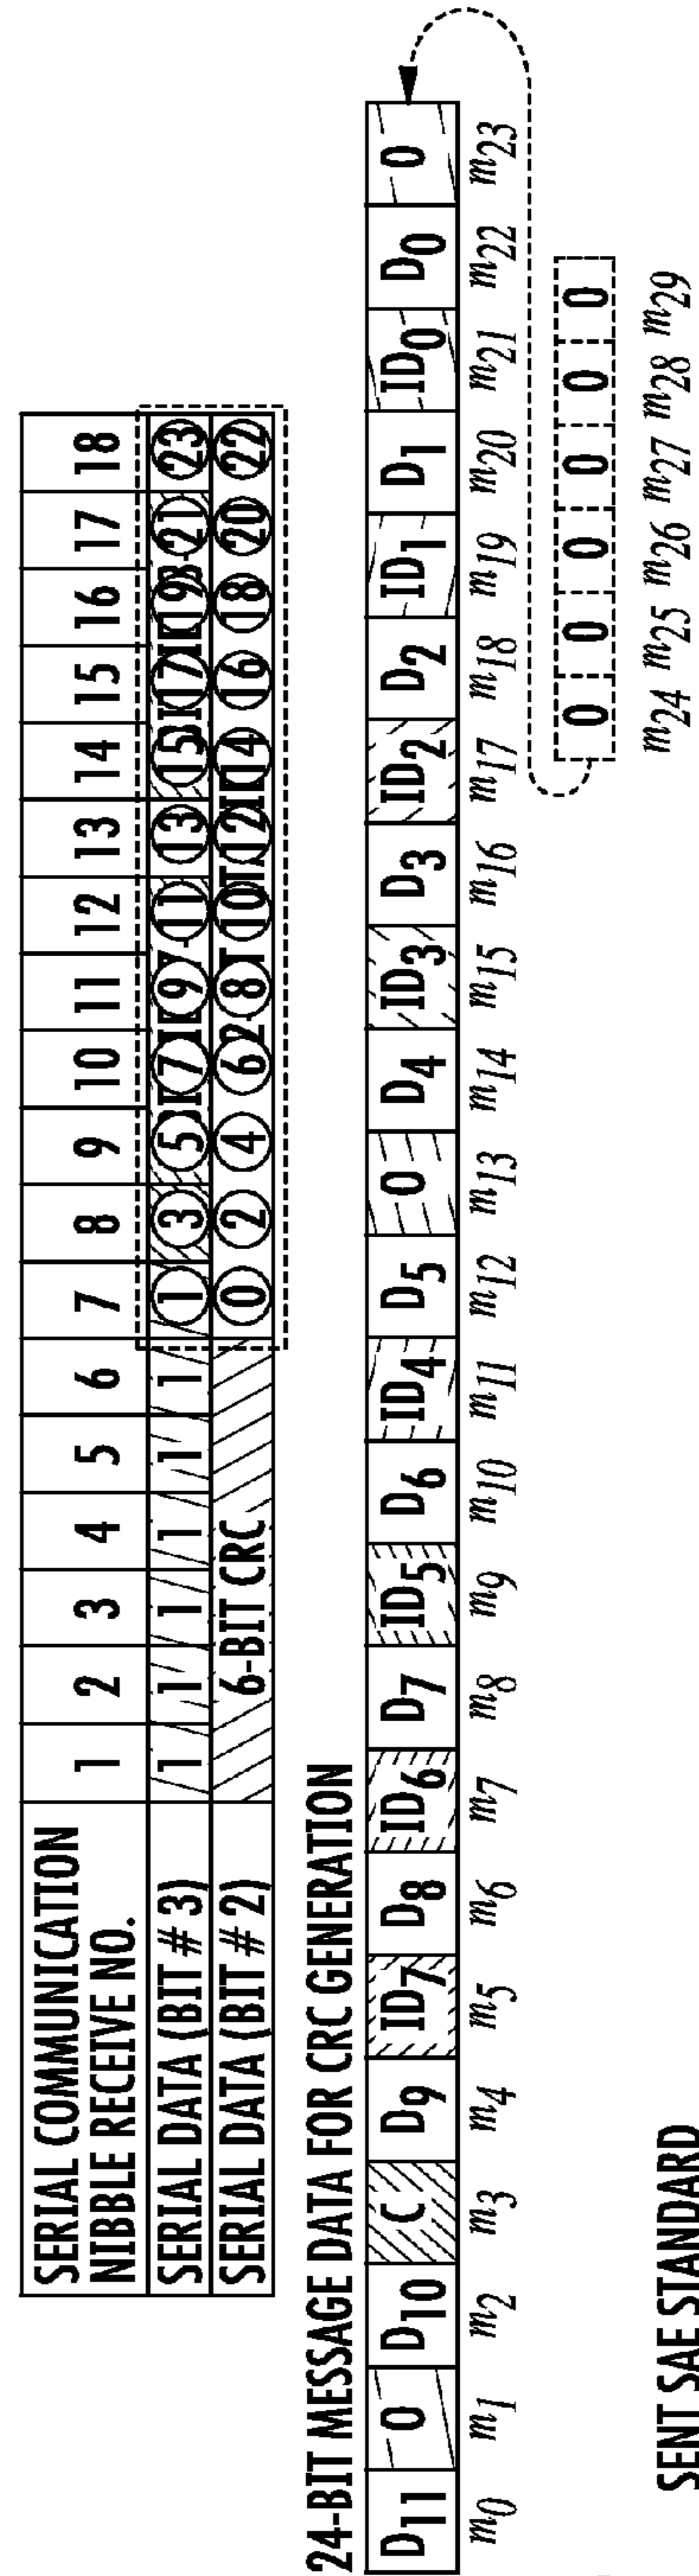 SERIAL COMMUNICATION
NIBBLE RECEIVE NO.
1 2 3 4 5 6 7 8 9 10 11 12 13 14 15 16 17 18
SERIAL DATA (BIT # 3) 1 1 1 1 1 1 1 3 5 7 9 11 13 15 17 19 21 23
SERIAL DATA (BIT # 2) 6-BIT CRC 0 2 4 6 8 10 12 14 16 18 20 22
24-BIT MESSAGE DATA FOR CRC GENERATION
D11 0 D10 C D9 ID7 D8 ID6 D7 ID5 D6 ID4 D5 0 D4 ID3 D3 ID2 D2 ID1 D1 ID0 D0 0
m0 m1 m2 m3 m4 m5 m6 m7 m8 m9 m10 m11 m12 m13 m14 m15 m16 m17 m18 m19 m20 m21 m22 m23
0 0 0 0 0 0
m24 m25 m26 m27 m28 m29
SENT SAE STANDARD